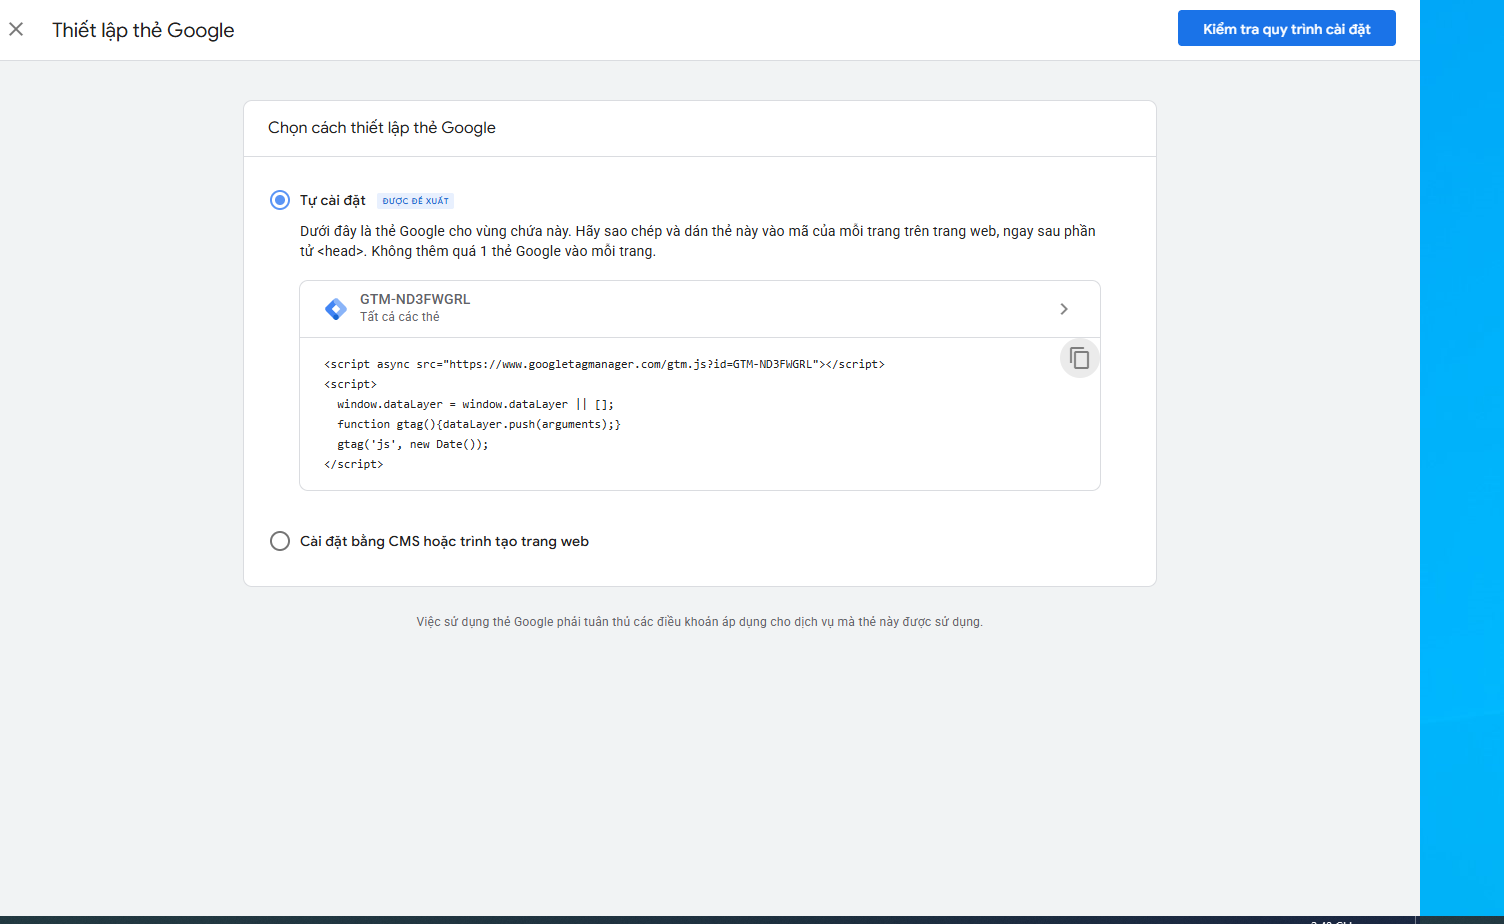 Thiết lập thẻ Google
Kiểm tra quy trình cài đặt
Chọn cách thiết lập thẻ Google
Tự cài đặt ĐƯỢC ĐỀ XUẤT
Dưới đây là thẻ Google cho vùng chứa này. Hãy sao chép và dán thẻ này vào mã của mỗi trang trên trang web, ngay sau phần
tử <head>. Không thêm quá 1 thẻ Google vào mỗi trang.
GTM-ND3FWGRL
Tất cả các thẻ
<script async src="https://www.googletagmanager.com/gtm.js?id=GTM-ND3FWGRL"></script>
<script>
window.dataLayer = window.dataLayer || [];
function gtag(){dataLayer.push(arguments);}
gtag('js', new Date());
</script>
Cài đặt bằng CMS hoặc trình tạo trang web
Việc sử dụng thẻ Google phải tuân thủ các điều khoản áp dụng cho dịch vụ mà thẻ này được sử dụng.